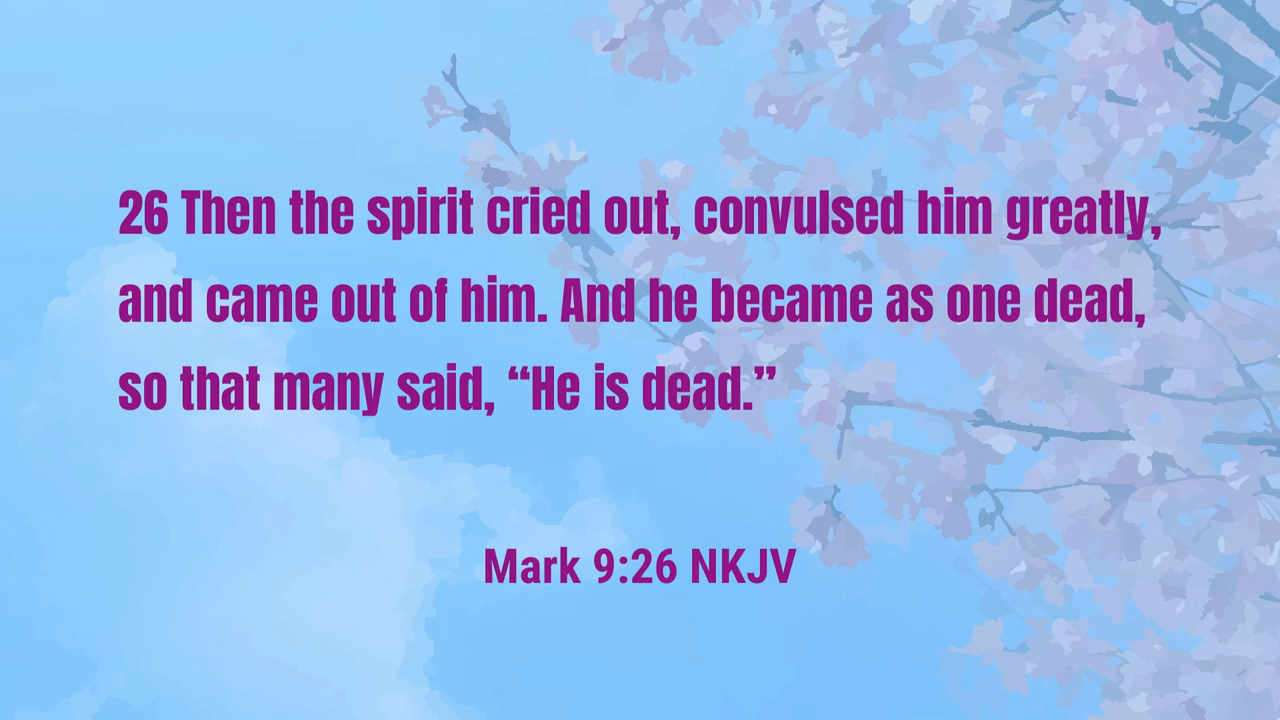 26 Then the spirit cried out, convulsed him greatly,
and came out of him. And he became as one dead,
so that many said, “He is dead.”
Mark 9:26 NKJV